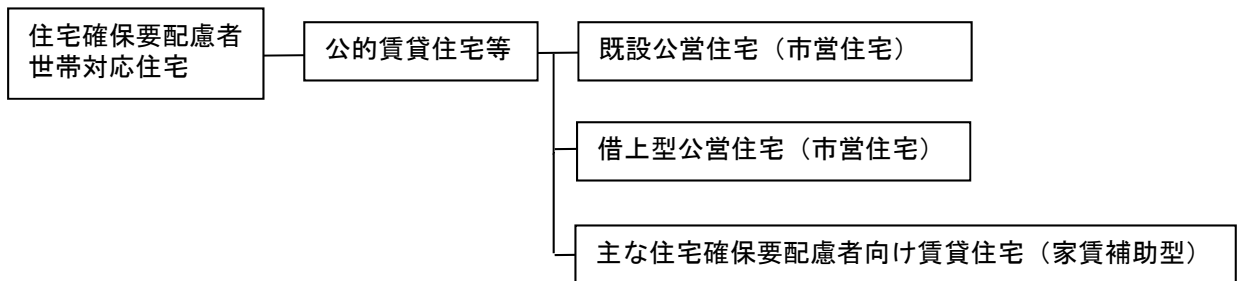 住宅確保要配慮者
世帯対応住宅
公的賃貸住宅等
既設公営住宅（市営住宅）
借上型公営住宅（市営住宅）
主な住宅確保要配慮者向け賃貸住宅（家賃補助型）